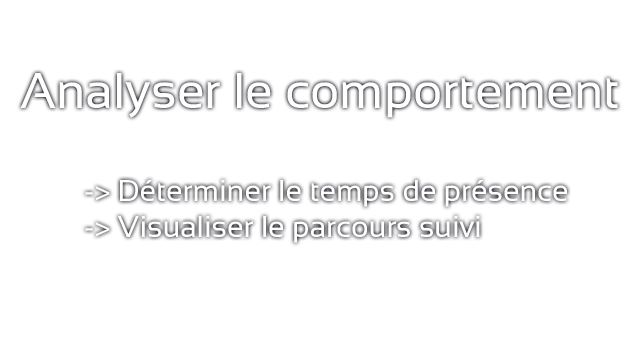 Analyser le comportement
-> Déterminer le temps de présence
-> Visualiser le parcours suivi